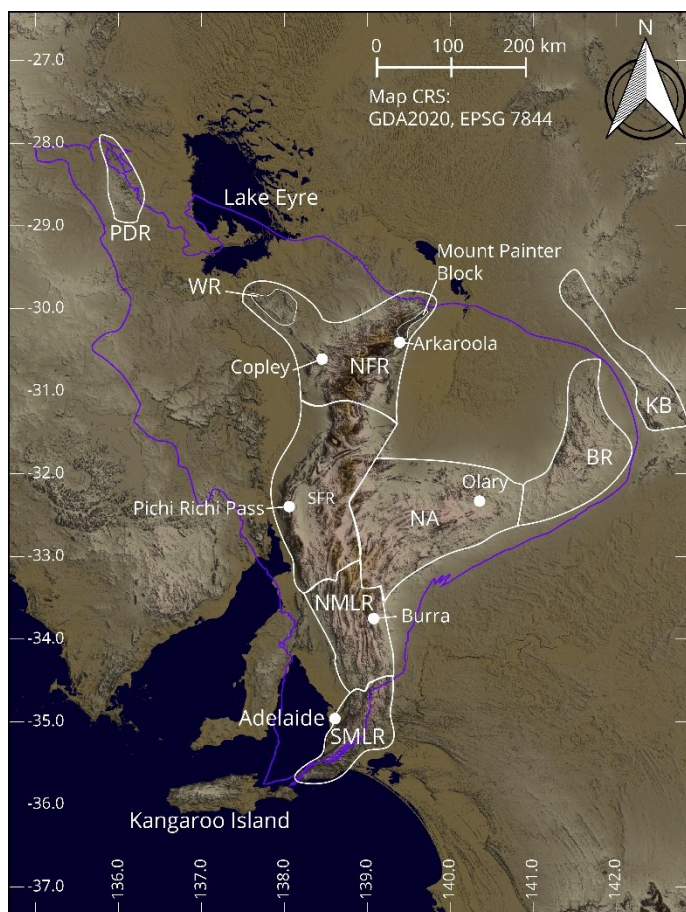 -27.0
0 100 200 km
N
Map CRS:
GDA2020, EPSG 7844
-28.0
Lake Eyre
-29.0
PDR
Mount Painter
Block
WR
-30.0
Arkaroola
Copley
NFR
-31.0
KB
BR
-32.0
Olary
SFR
Pichi Richi Pass
NA
-33.0
NMLR
Burra
-34.0
Adelaide
-35.0
SMLR
-36.0
Kangaroo Island
-37.0
136.0
137.0
138.0
139.0
140.0
141.0
142.0